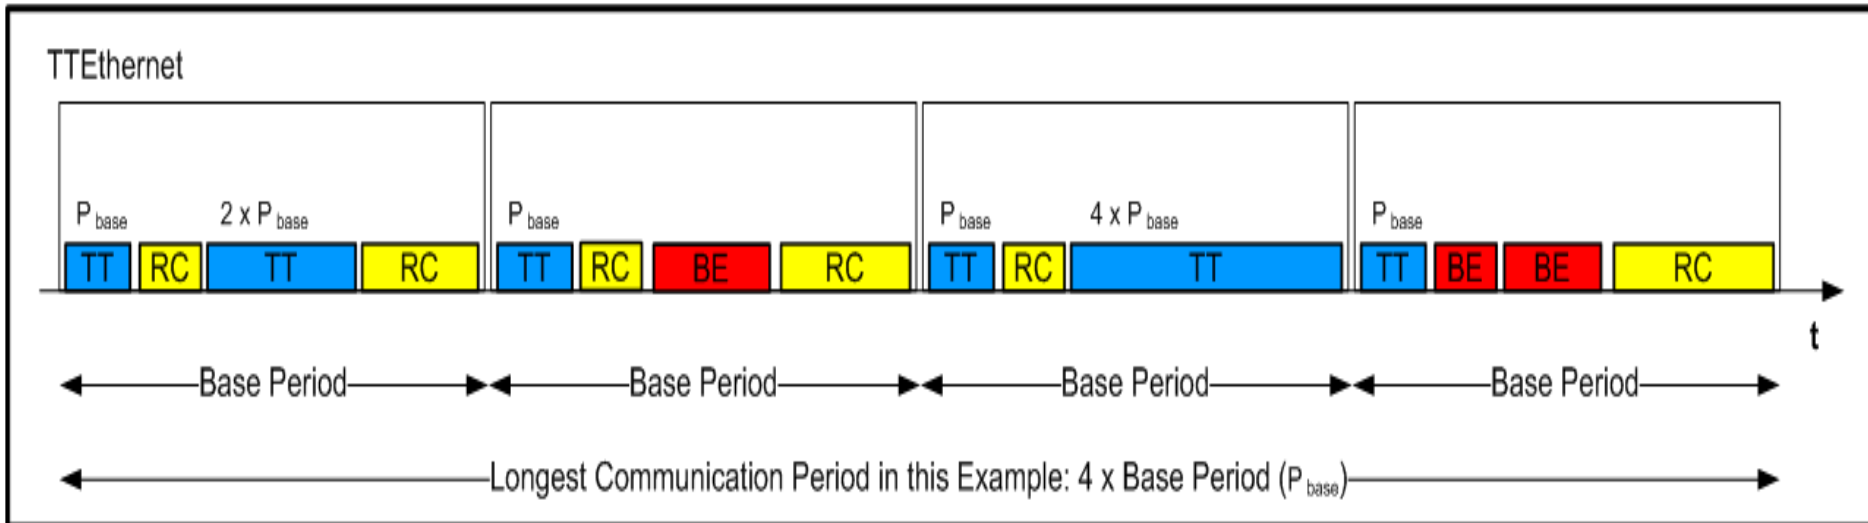 TTEthernet
P base 2 x P base P base P base 4 x P base P base
TT RC TT RC TT RC BE RC TT RC TT TT BE BE RC
t
Base Period Base Period Base Period Base Period
Longest Communication Period in this Example: 4 x Base Period (P base)